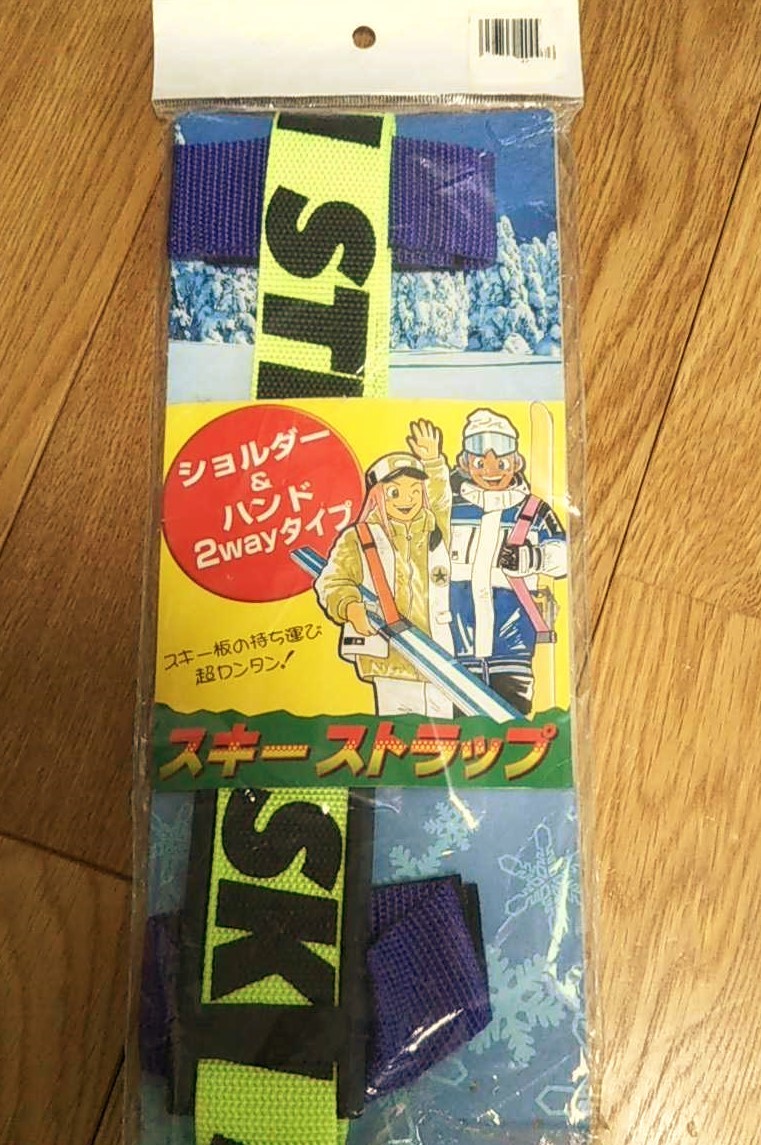 ST
ショルダー
&
ハンド
2wayタイプ
スキー板の持ち運び
超カンタン!
スキーストラップ
SKI